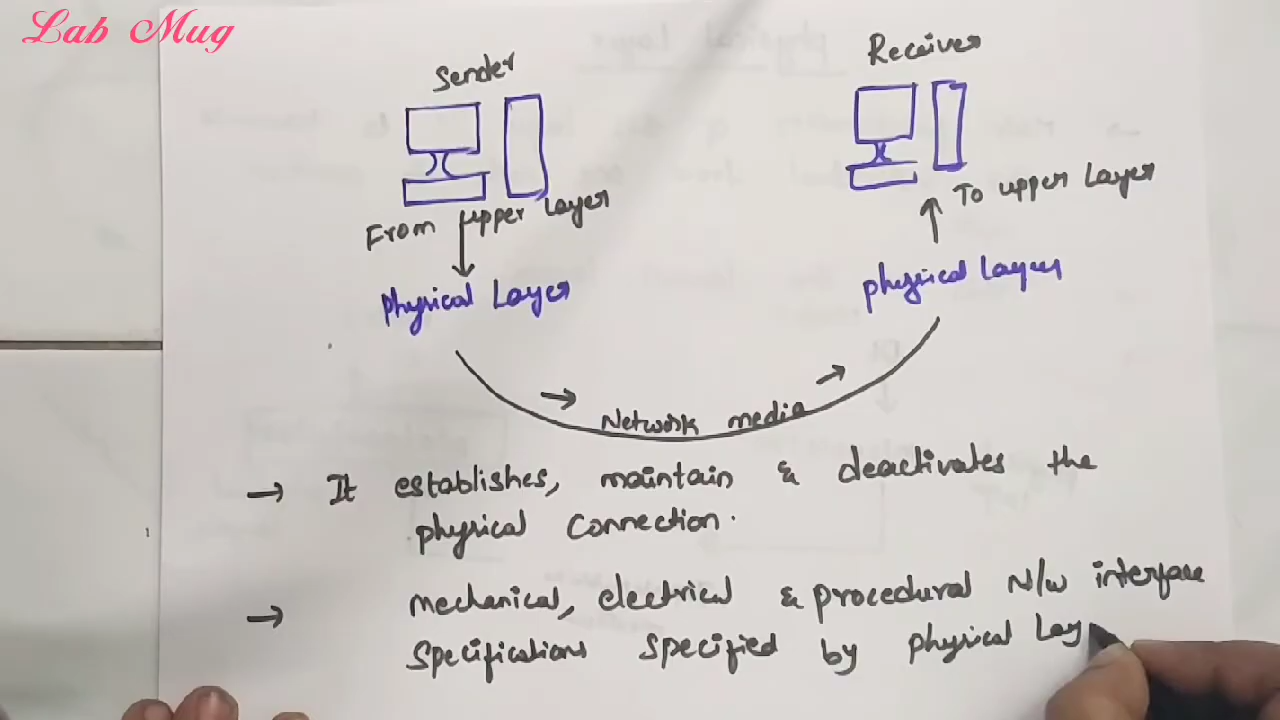 Lab Mug
Sender
Receiver
From upper Layer
To upper Layer
physical Layer
physical Layer
Network media
→ It establishes, maintain & deactivates the
physical connection.
→ mechanical, electrical & procedural N/W interface
specifications specified by physical Lay